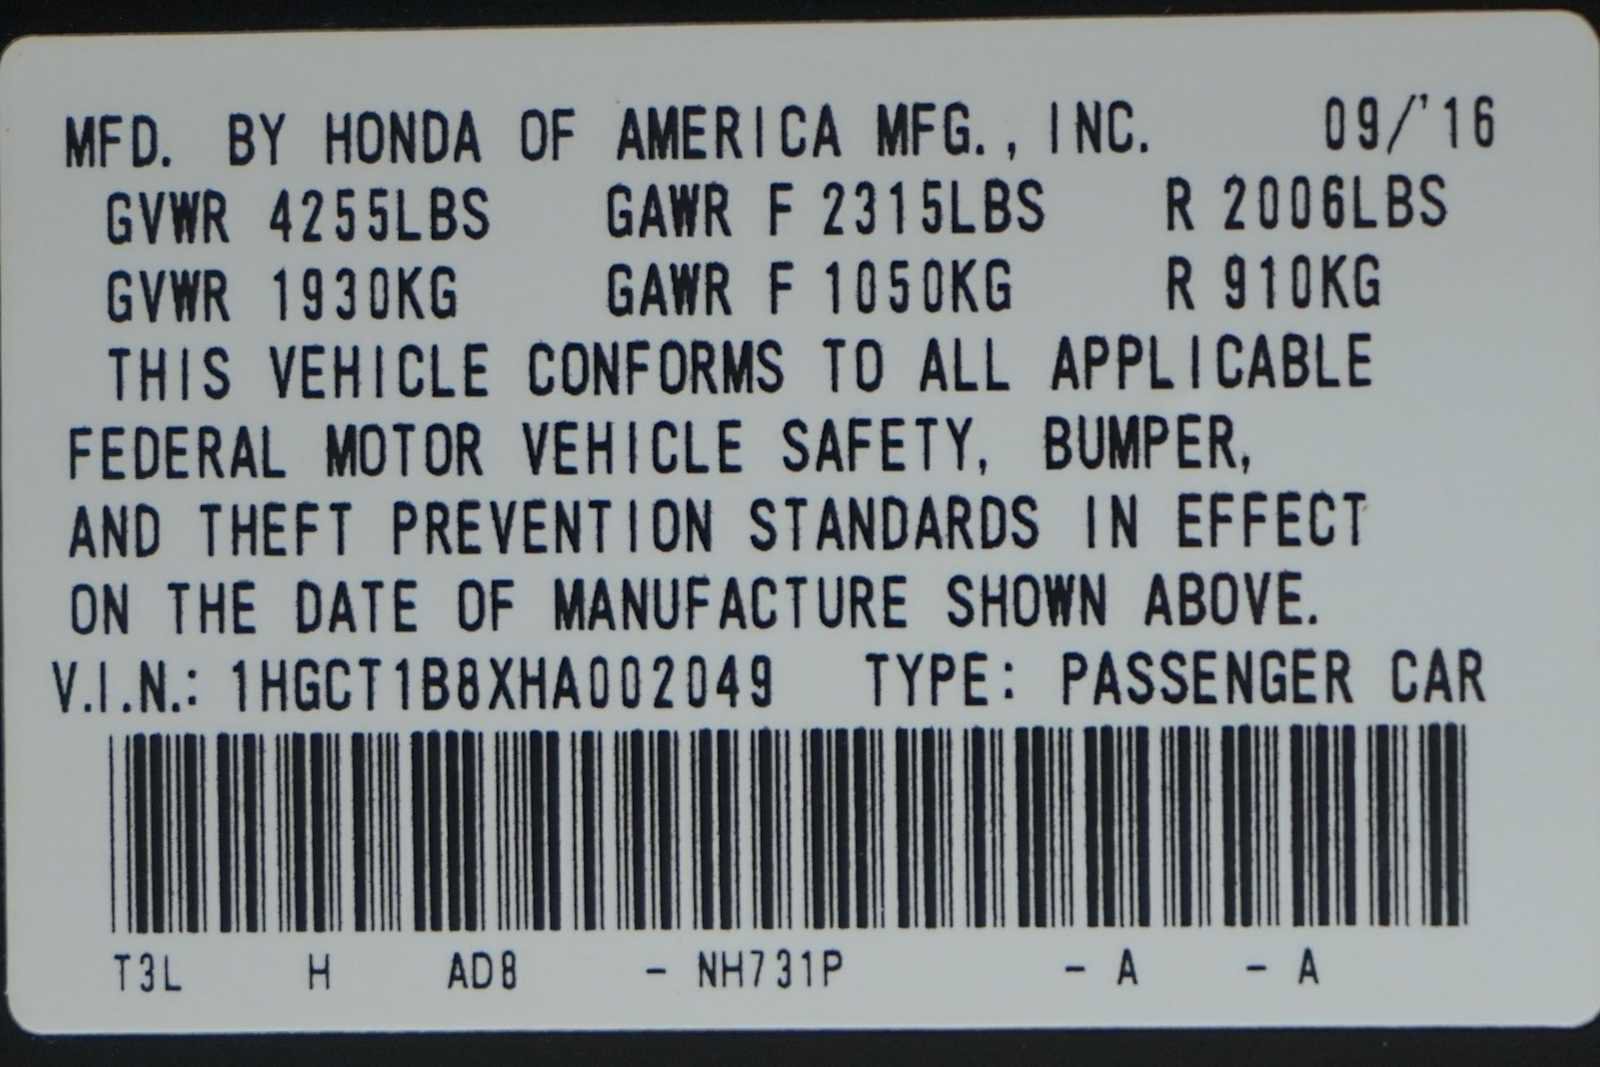 MFD. BY HONDA OF AMERICA MFG., INC. 09/'16
GVWR 4255LBS GAWR F 2315LBS R 2006LBS
GVWR 1930KG GAWR F 1050KG R 910KG
THIS VEHICLE CONFORMS TO ALL APPLICABLE
FEDERAL MOTOR VEHICLE SAFETY, BUMPER,
AND THEFT PREVENTION STANDARDS IN EFFECT
ON THE DATE OF MANUFACTURE SHOWN ABOVE.
V.I.N.: 1HGCT1B8XHA002049 TYPE: PASSENGER CAR
T3L H AD8 - NH731P - A - A